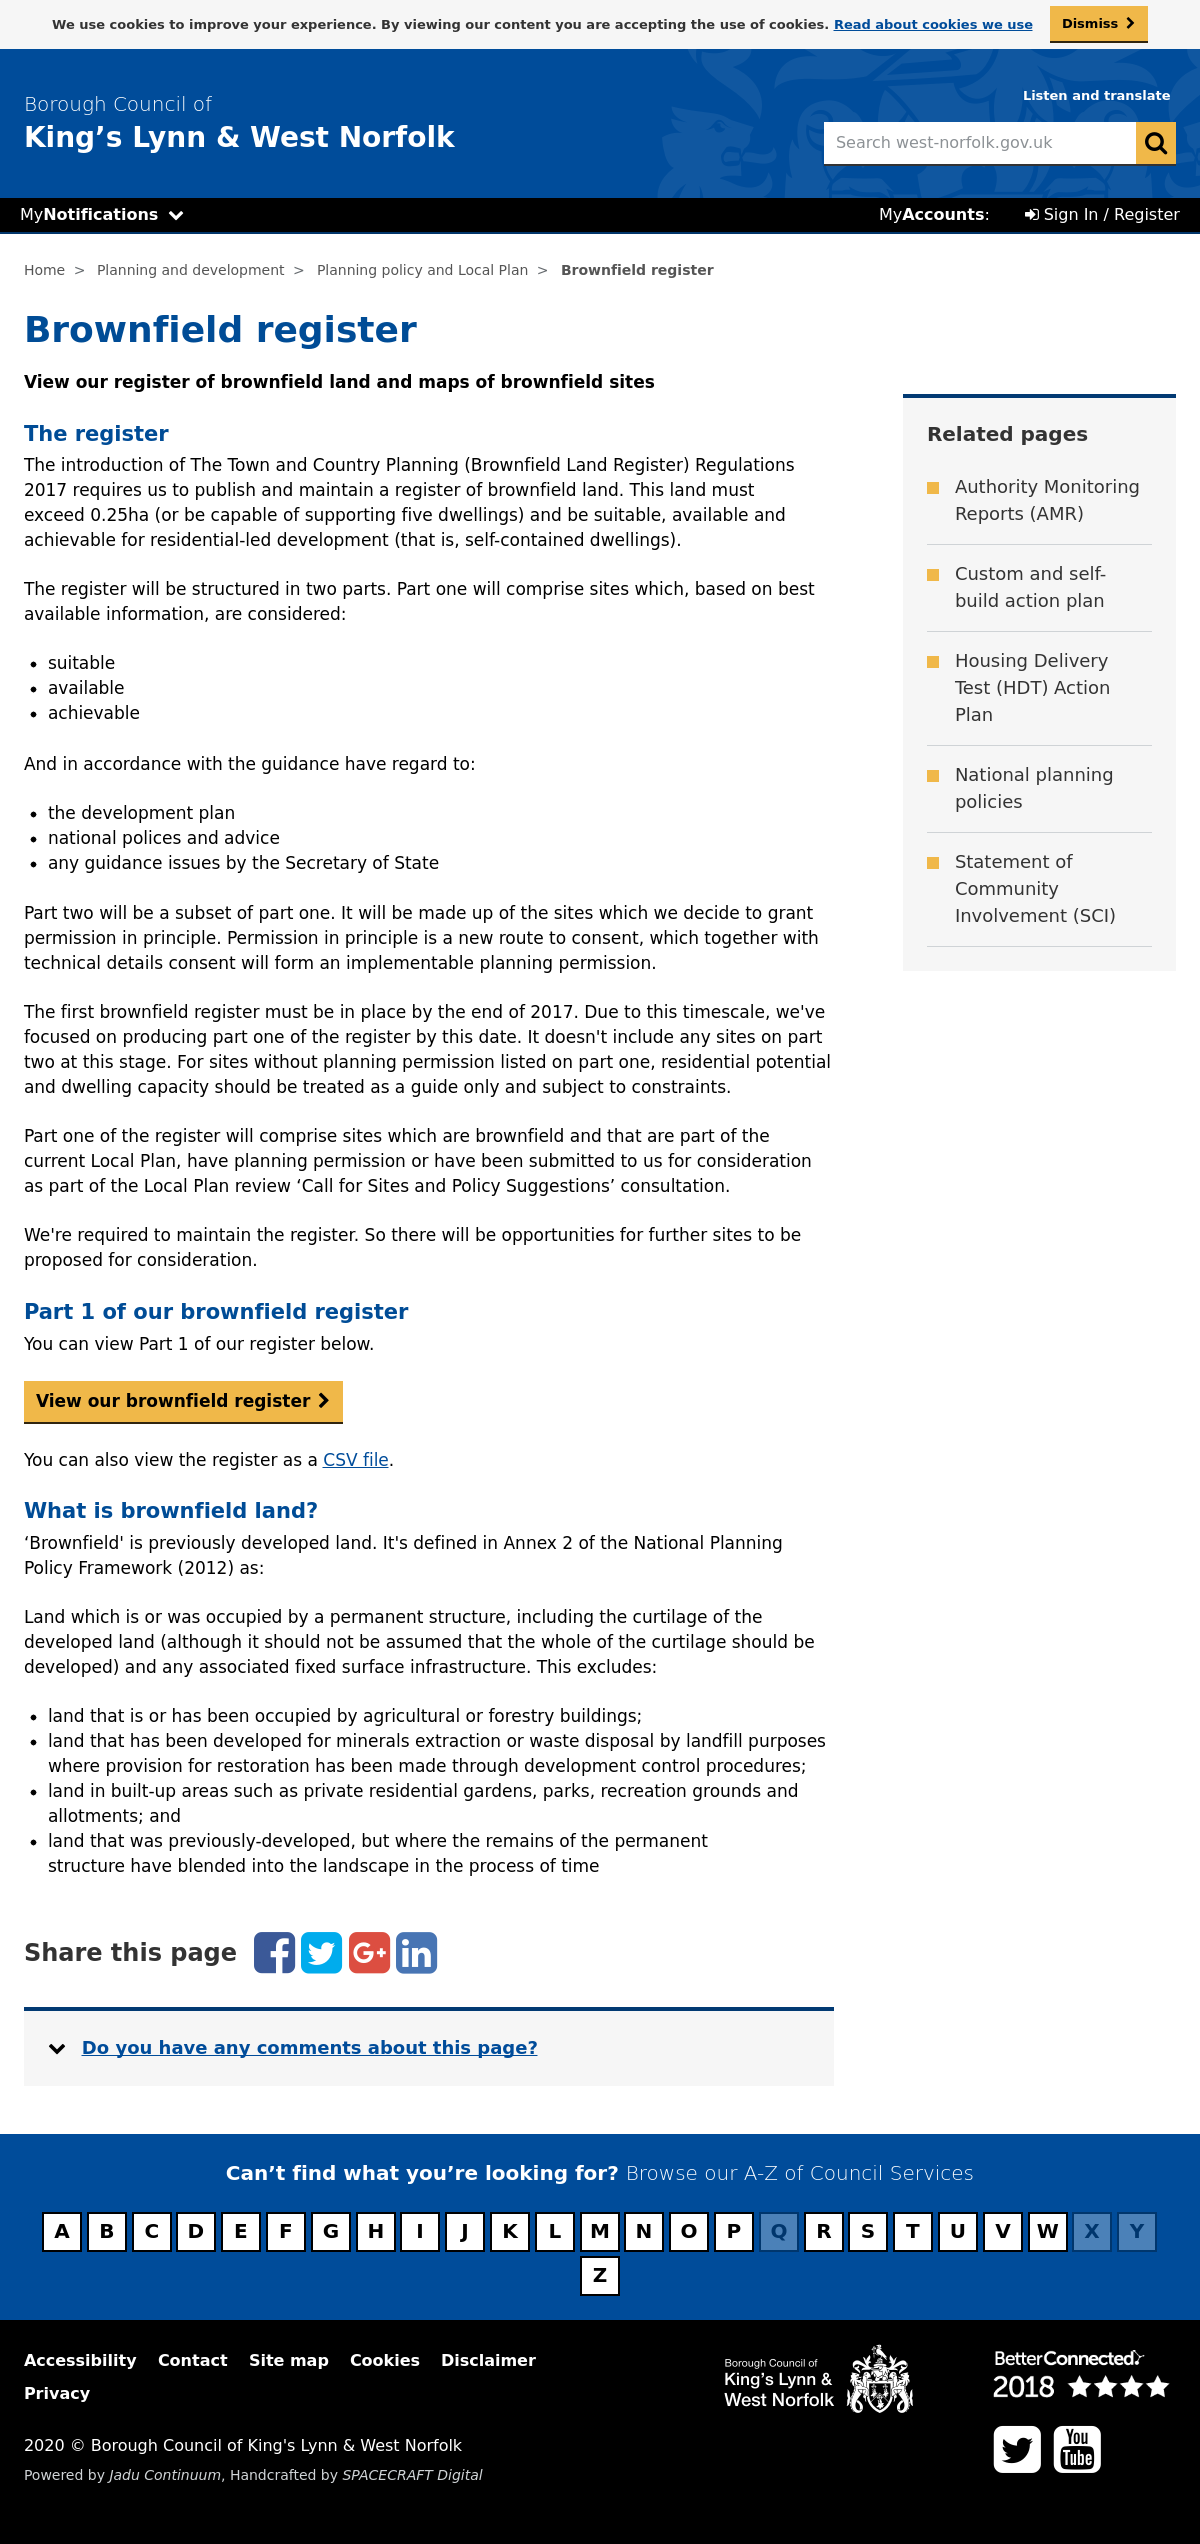 We use cookies to improve your experience. By viewing our content you are accepting the use of cookies. Read about cookies we use
Dismiss
Listen and translate
Borough Council of
King’s Lynn & West Norfolk
Search west-norfolk.gov.uk
MyNotifications
MyAccounts: Sign In / Register
Home > Planning and development > Planning policy and Local Plan > Brownfield register
Brownfield register
View our register of brownfield land and maps of brownfield sites
The register
The introduction of The Town and Country Planning (Brownfield Land Register) Regulations
2017 requires us to publish and maintain a register of brownfield land. This land must
exceed 0.25ha (or be capable of supporting five dwellings) and be suitable, available and
achievable for residential-led development (that is, self-contained dwellings).
The register will be structured in two parts. Part one will comprise sites which, based on best
available information, are considered:
suitable
available
achievable
And in accordance with the guidance have regard to:
the development plan
national polices and advice
any guidance issues by the Secretary of State
Part two will be a subset of part one. It will be made up of the sites which we decide to grant
permission in principle. Permission in principle is a new route to consent, which together with
technical details consent will form an implementable planning permission.
The first brownfield register must be in place by the end of 2017. Due to this timescale, we've
focused on producing part one of the register by this date. It doesn't include any sites on part
two at this stage. For sites without planning permission listed on part one, residential potential
and dwelling capacity should be treated as a guide only and subject to constraints.
Part one of the register will comprise sites which are brownfield and that are part of the
current Local Plan, have planning permission or have been submitted to us for consideration
as part of the Local Plan review ‘Call for Sites and Policy Suggestions’ consultation.
We're required to maintain the register. So there will be opportunities for further sites to be
proposed for consideration.
Part 1 of our brownfield register
You can view Part 1 of our register below.
View our brownfield register
You can also view the register as a CSV file.
What is brownfield land?
‘Brownfield' is previously developed land. It's defined in Annex 2 of the National Planning
Policy Framework (2012) as:
Land which is or was occupied by a permanent structure, including the curtilage of the
developed land (although it should not be assumed that the whole of the curtilage should be
developed) and any associated fixed surface infrastructure. This excludes:
land that is or has been occupied by agricultural or forestry buildings;
land that has been developed for minerals extraction or waste disposal by landfill purposes
where provision for restoration has been made through development control procedures;
land in built-up areas such as private residential gardens, parks, recreation grounds and
allotments; and
land that was previously-developed, but where the remains of the permanent
structure have blended into the landscape in the process of time
Related pages
Authority Monitoring
Reports (AMR)
Custom and self-
build action plan
Housing Delivery
Test (HDT) Action
Plan
National planning
policies
Statement of
Community
Involvement (SCI)
Share this page
Do you have any comments about this page?
Can’t find what you’re looking for? Browse our A-Z of Council Services
A B C D E F G H I J K L M N O P Q R S T U V W X Y
Z
Accessibility Contact Site map Cookies Disclaimer
Privacy
2020 © Borough Council of King's Lynn & West Norfolk
Powered by Jadu Continuum, Handcrafted by SPACECRAFT Digital
Borough Council of
King's Lynn &
West Norfolk
BetterConnected
2018
You
Tube